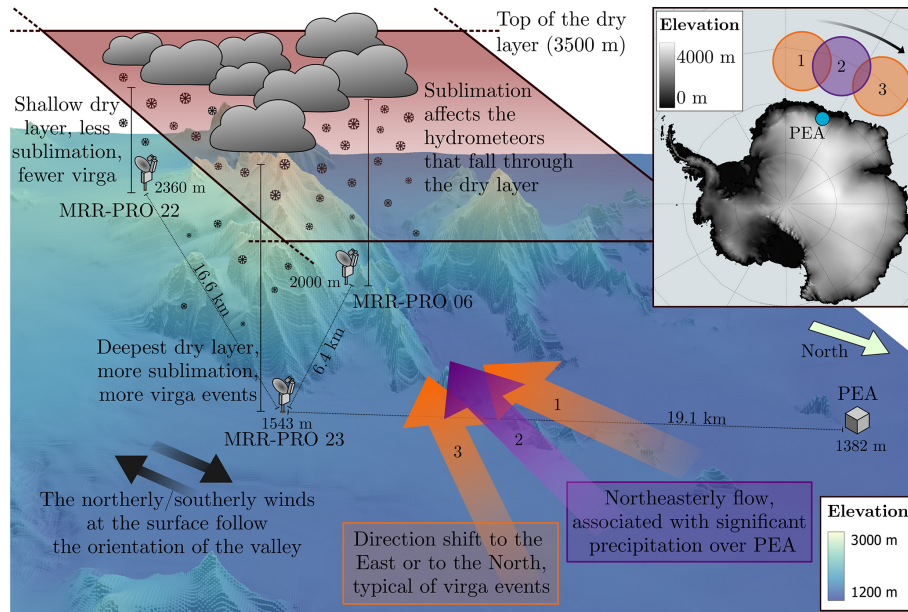 Top of the dry
layer (3500 m)
Elevation
4000 m
0 m
1
2
3
PEA
Shallow dry
layer, less
sublimation,
fewer virga
Sublimation
affects the
hydrometeors
that fall through
the dry layer
2360 m
MRR-PRO 22
2000 m
MRR-PRO 06
16.6 km
6.4 km
North
Deepest dry layer,
more sublimation,
more virga events
1543 m
MRR-PRO 23
1
2
3
19.1 km
PEA
1382 m
The northerly/southerly winds
at the surface follow
the orientation of the valley
Direction shift to the
East or to the North,
typical of virga events
Northeasterly flow,
associated with significant
precipitation over PEA
Elevation
3000 m
1200 m